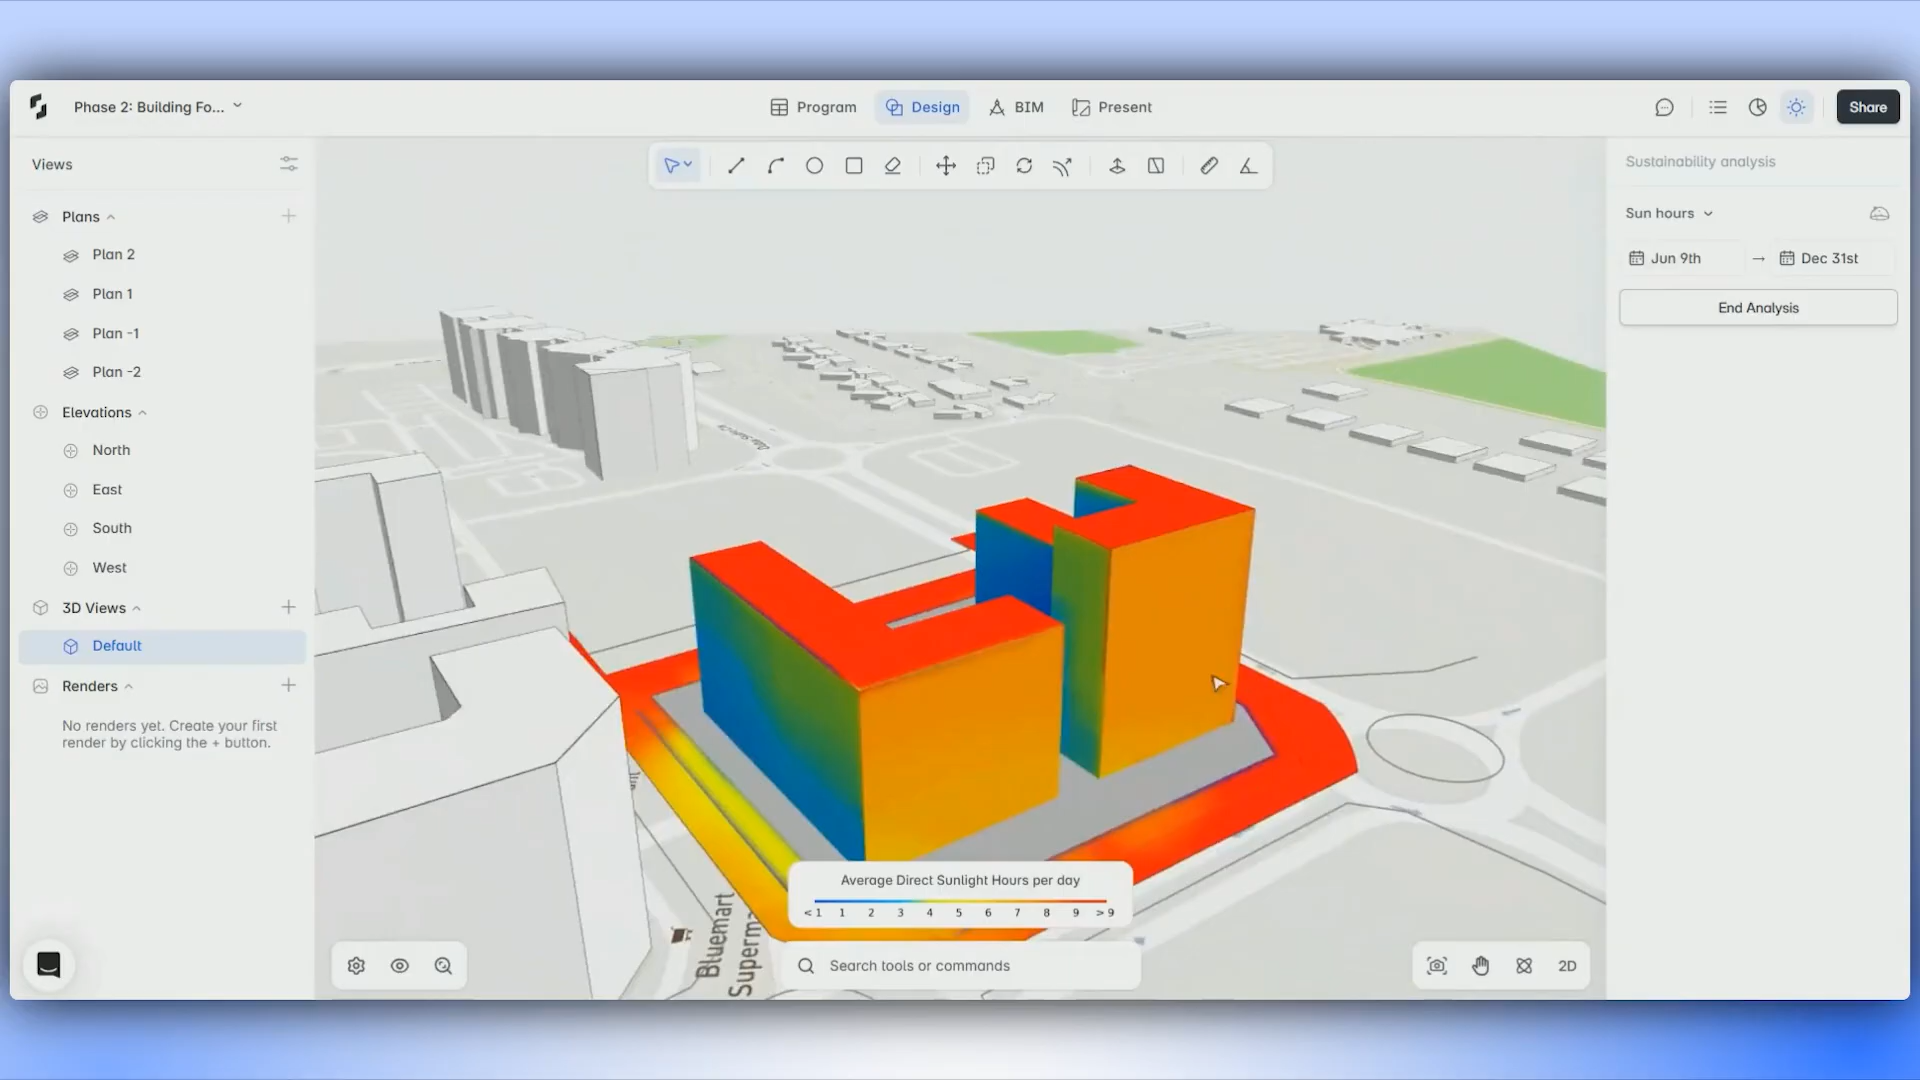 Phase 2: Building Fo...
Program
Design
BIM
Present
Share
Views
Plans
Plan 2
Plan 1
Plan -1
Plan -2
Elevations
North
East
South
West
3D Views
Default
Renders
No renders yet. Create your first
render by clicking the + button.
Sustainability analysis
Sun hours
Jun 9th → Dec 31st
End Analysis
Bluemart
Superma
Average Direct Sunlight Hours per day
< 1 1 2 3 4 5 6 7 8 9 > 9
Search tools or commands
2D